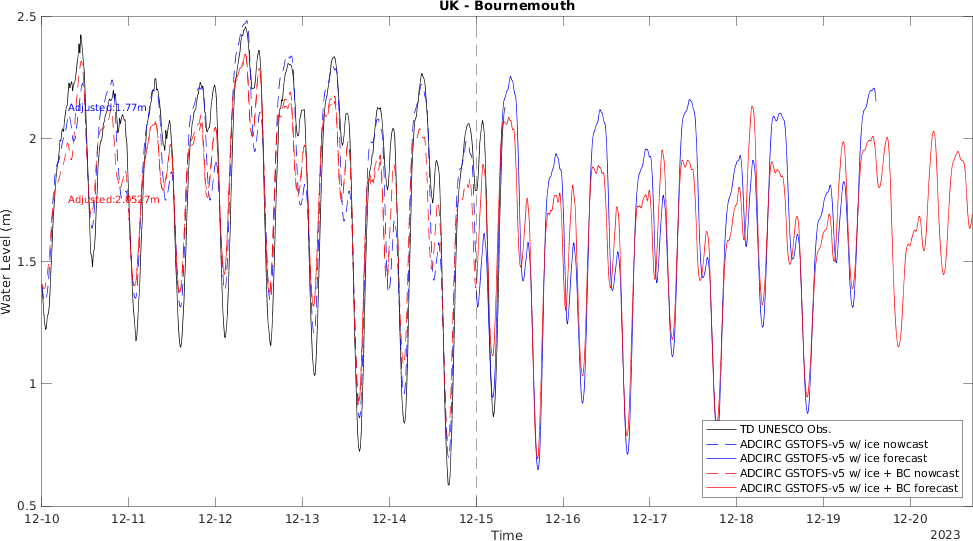 UK - Bournemouth
2.5
2
1.5
1
0.5
Water Level (m)
Adjusted:1.77m
Adjusted:2.0527m
TD UNESCO Obs.
ADCIRC GSTOFS-v5 w/ ice nowcast
ADCIRC GSTOFS-v5 w/ ice forecast
ADCIRC GSTOFS-v5 w/ ice + BC nowcast
ADCIRC GSTOFS-v5 w/ ice + BC forecast
12-10 12-11 12-12 12-13 12-14 12-15 12-16 12-17 12-18 12-19 12-20
Time
2023